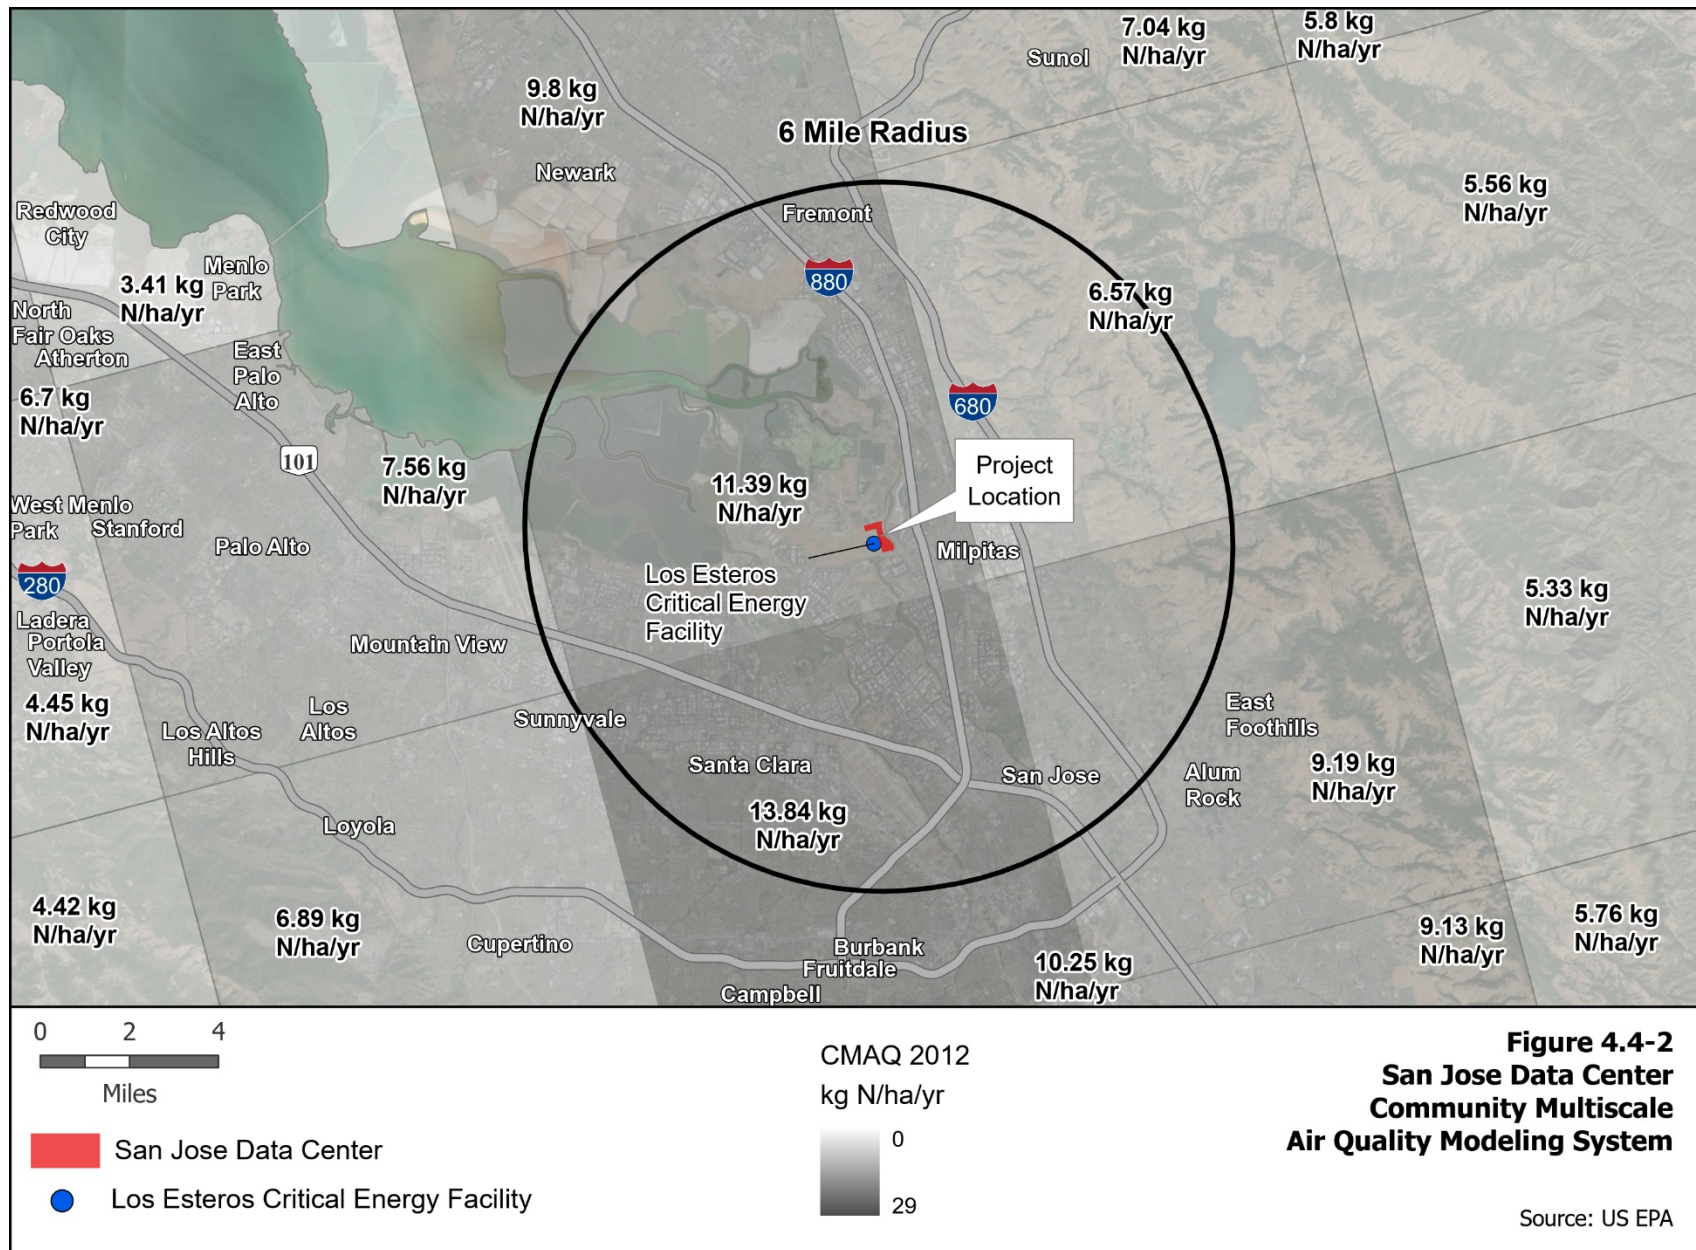 7.04 kg
N/ha/yr
5.8 kg
N/ha/yr
Sunol
9.8 kg
N/ha/yr
6 Mile Radius
Newark
5.56 kg
N/ha/yr
Redwood
City
Fremont
Menlo
Park
3.41 kg
N/ha/yr
880
6.57 kg
N/ha/yr
North
Fair Oaks
Atherton
East
Palo
Alto
6.7 kg
N/ha/yr
680
101
7.56 kg
N/ha/yr
11.39 kg
N/ha/yr
Project
Location
West Menlo
Park
Stanford
Palo Alto
Milpitas
280
Los Esteros
Critical Energy
Facility
5.33 kg
N/ha/yr
Ladera
Portola
Valley
Mountain View
4.45 kg
N/ha/yr
Los Altos
Hills
Los
Altos
Sunnyvale
East
Foothills
Santa Clara
San Jose
Alum
Rock
9.19 kg
N/ha/yr
13.84 kg
N/ha/yr
Loyola
4.42 kg
N/ha/yr
6.89 kg
N/ha/yr
Cupertino
Burbank
Fruitdale
Campbell
10.25 kg
N/ha/yr
9.13 kg
N/ha/yr
5.76 kg
N/ha/yr
0 2 4
Miles
San Jose Data Center
Los Esteros Critical Energy Facility
CMAQ 2012
kg N/ha/yr
0
29
Figure 4.4-2
San Jose Data Center
Community Multiscale
Air Quality Modeling System
Source: US EPA